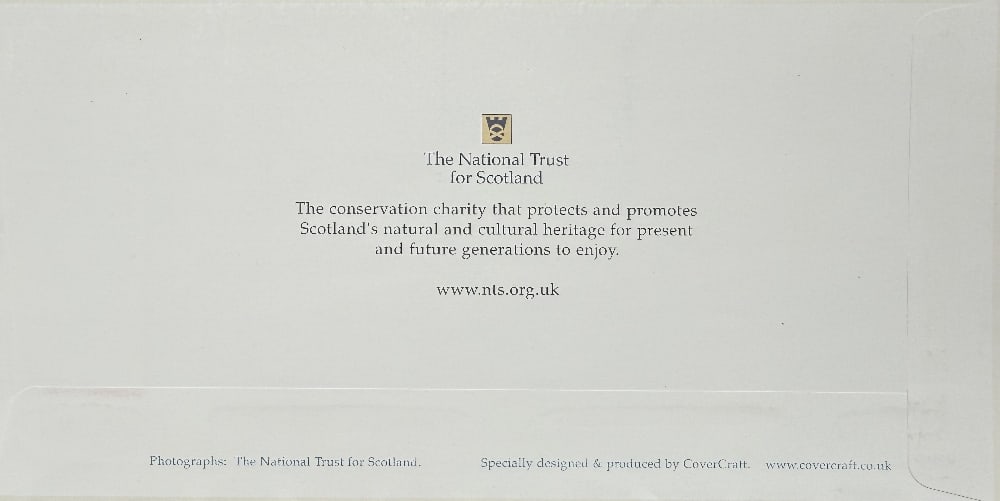 The National Trust
for Scotland
The conservation charity that protects and promotes
Scotland's natural and cultural heritage for present
and future generations to enjoy.
www.nts.org.uk
Photographs: The National Trust for Scotland.
Specially designed & produced by CoverCraft. www.covercraft.co.uk